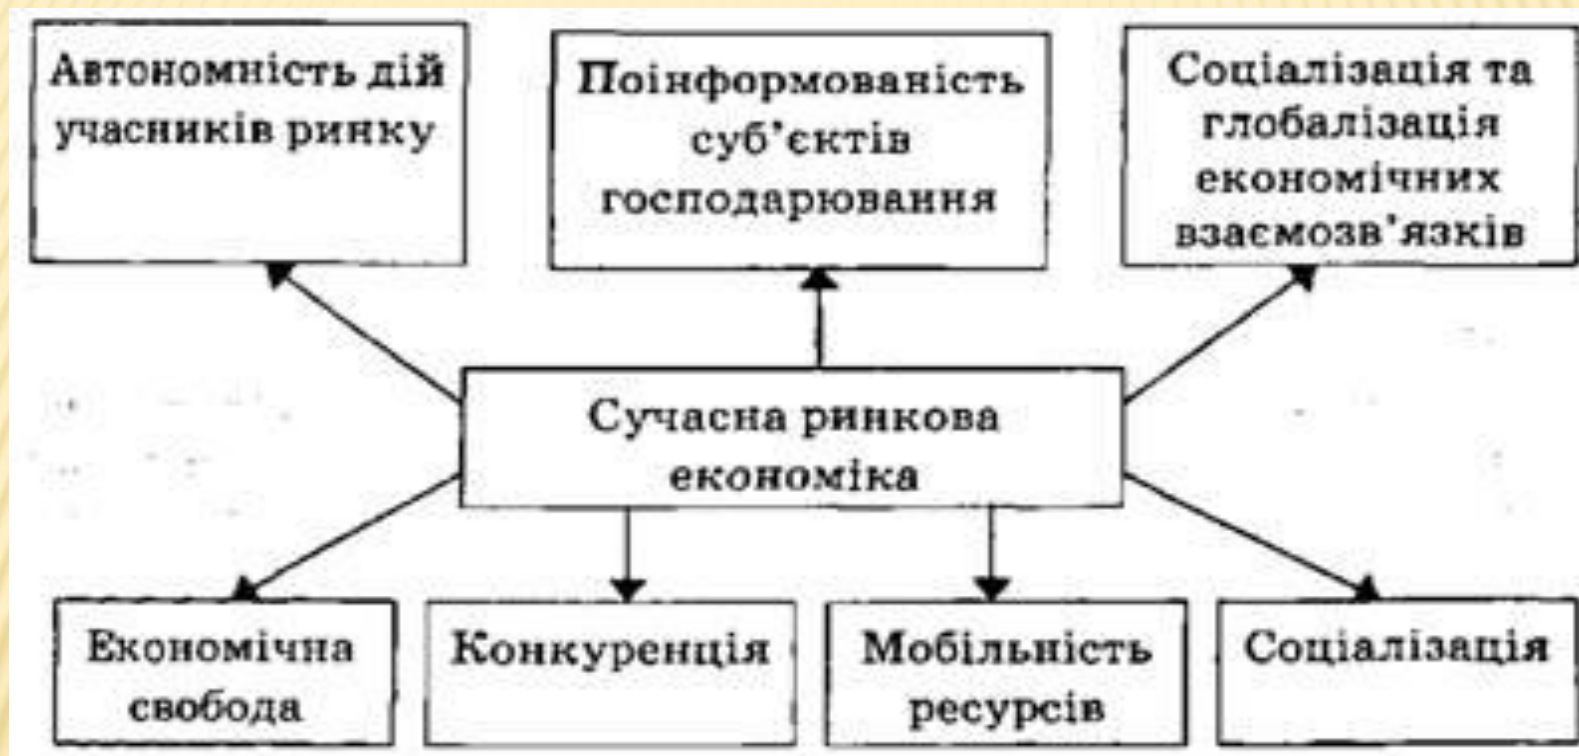 Автономність дій
учасників ринку
Поінформованість
суб’єктів
господарювання
Соціалізація та
глобалізація
економічних
взаємозв’язків
Сучасна ринкова
економіка
Економічна
свобода
Конкуренція
Мобільність
ресурсів
Соціалізація